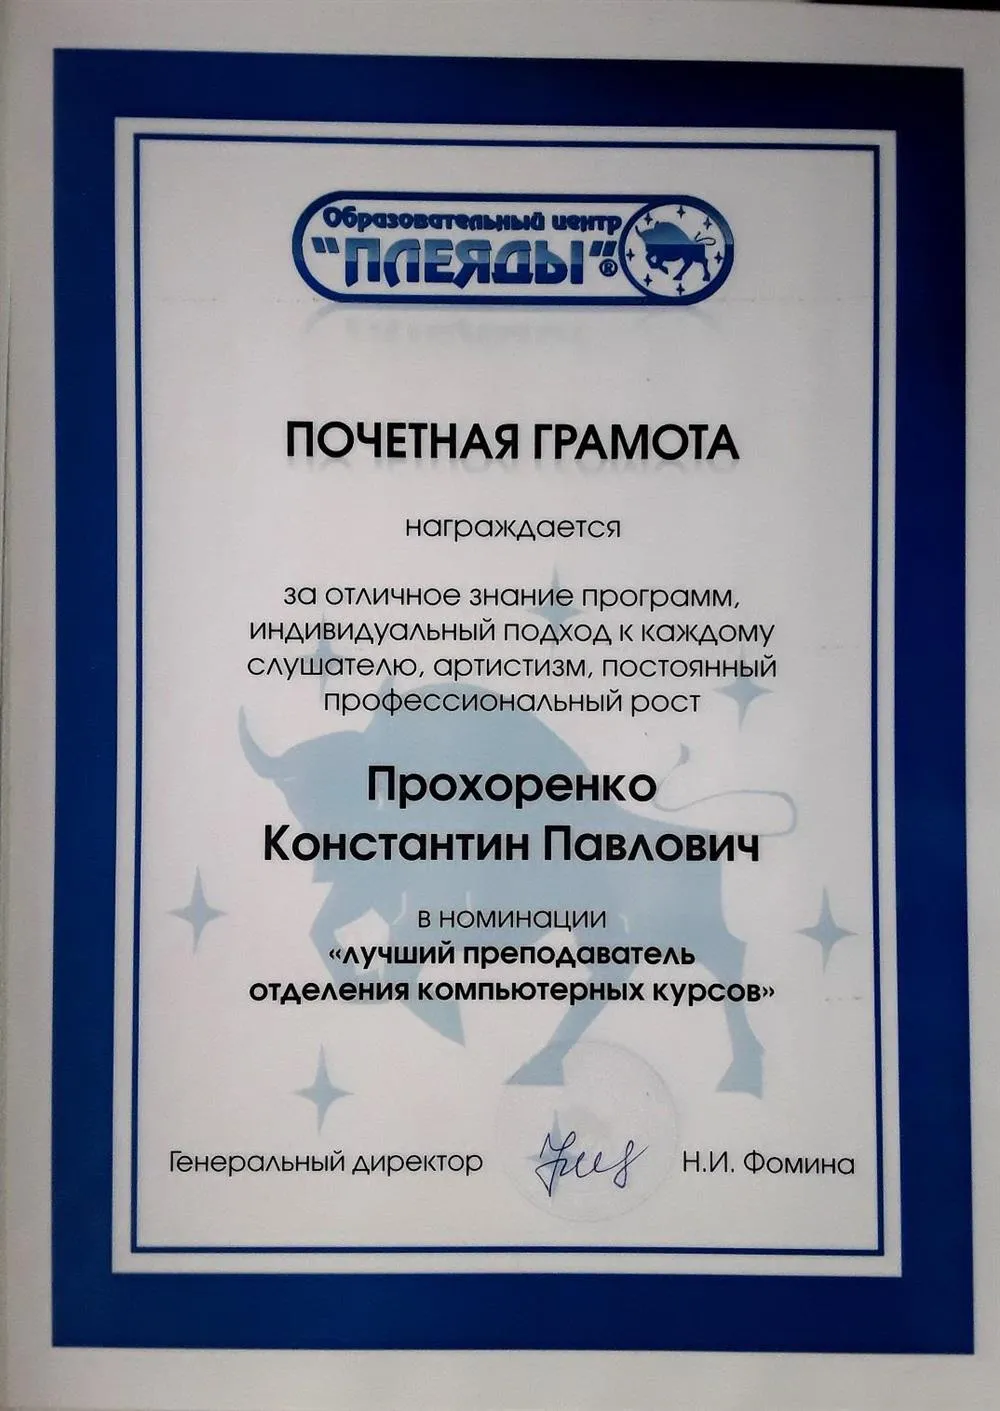 Образовательный центр
"ПЛЕЯДЫ"®
ПОЧЕТНАЯ ГРАМОТА
награждается
за отличное знание программ,
индивидуальный подход к каждому
слушателю, артистизм, постоянный
профессиональный рост
Прохоренко
Константин Павлович
в номинации
«лучший преподаватель
отделения компьютерных курсов»
Генеральный директор Н.И. Фомина